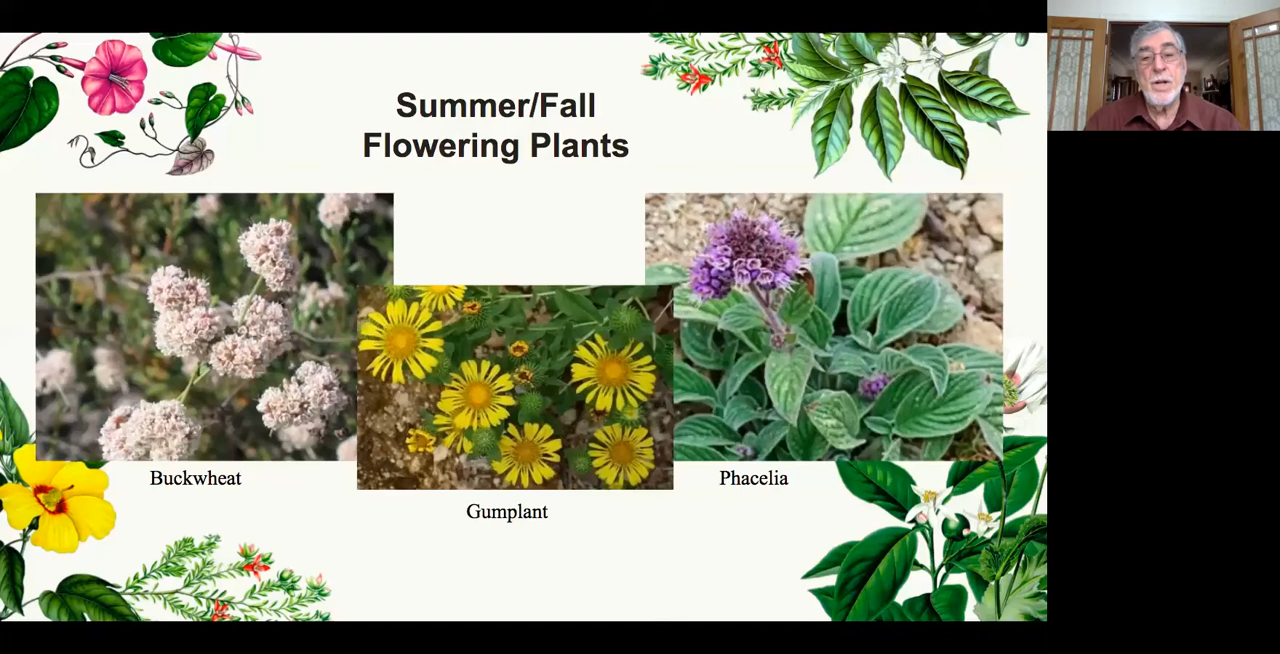 Summer/Fall
Flowering Plants
Buckwheat
Gumplant
Phacelia